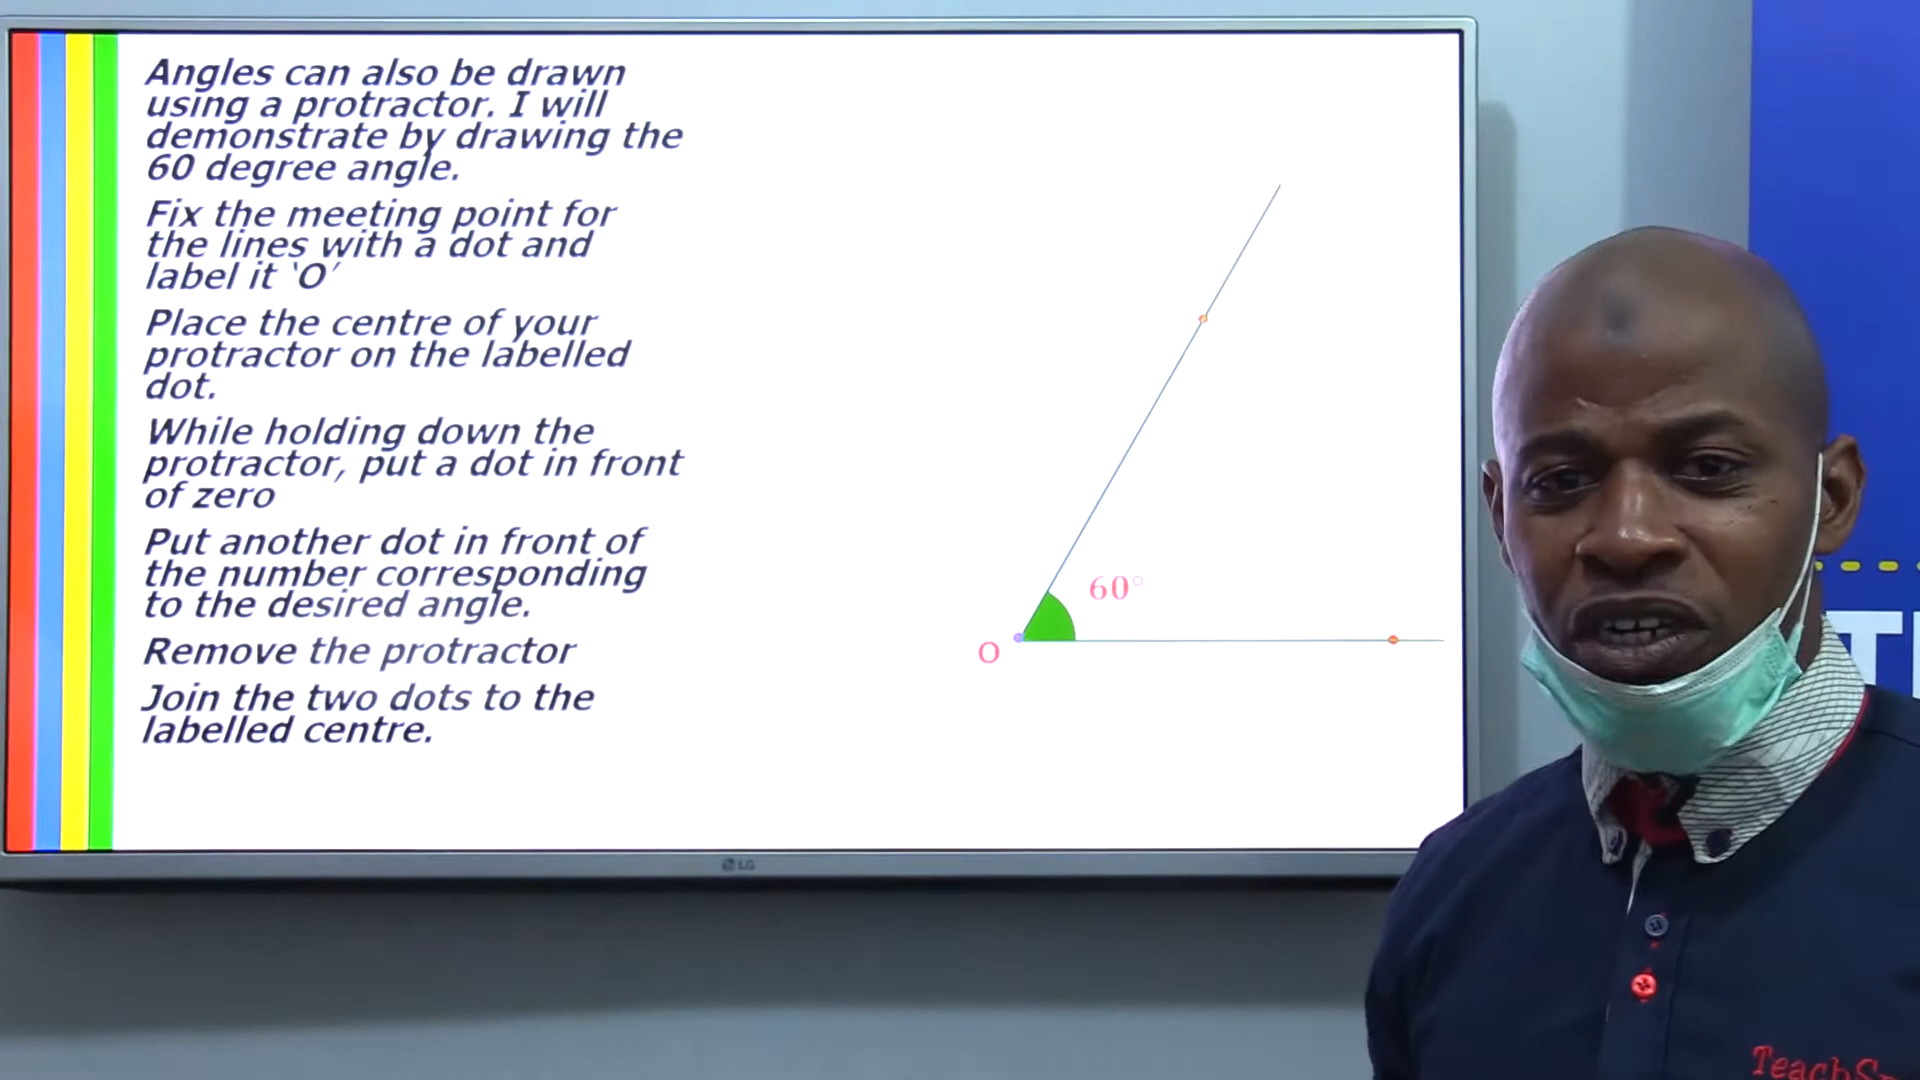 Angles can also be drawn
using a protractor. I will
demonstrate by drawing the
60 degree angle.
Fix the meeting point for
the lines with a dot and
label it ‘O’
Place the centre of your
protractor on the labelled
dot.
While holding down the
protractor, put a dot in front
of zero
Put another dot in front of
the number corresponding
to the desired angle.
Remove the protractor
Join the two dots to the
labelled centre.
60°
O
LG